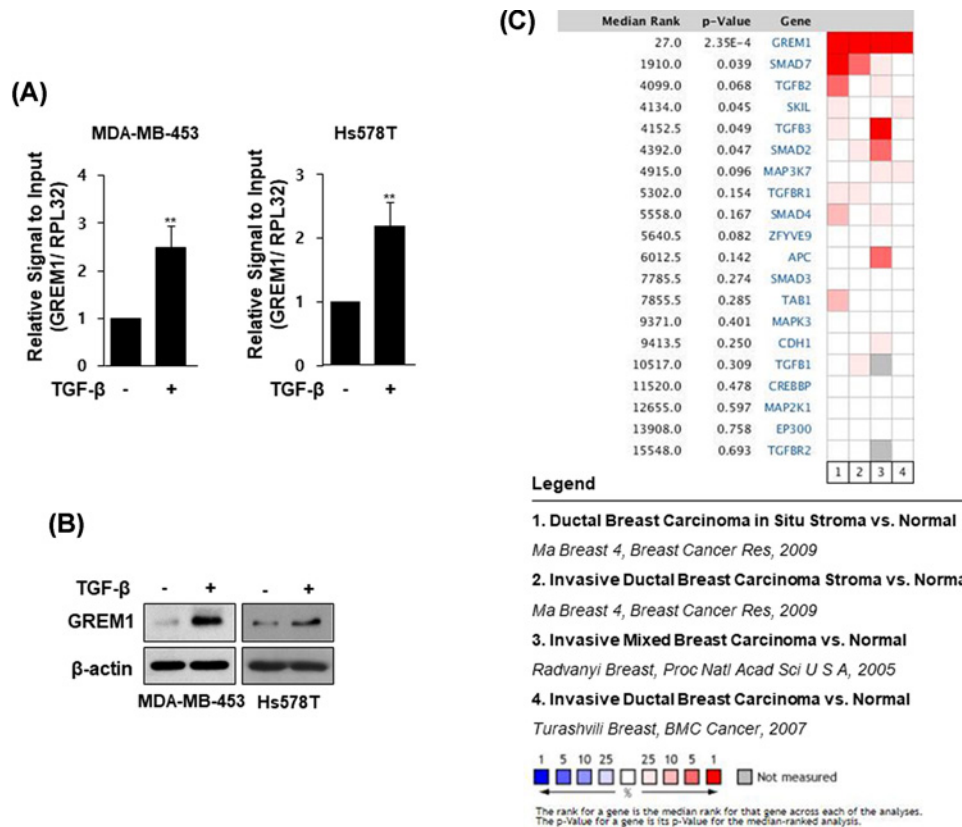 (A)
MDA-MB-453
Relative Signal to Input
(GREM1/ RPL32)
4
3
2
1
0
**
TGF-β - +
Hs578T
Relative Signal to Input
(GREM1/ RPL32)
3
2
1
0
**
TGF-β - +
(B)
TGF-β - + - +
GREM1
β-actin
MDA-MB-453 Hs578T
(C)
Median Rank p-Value Gene
27.0 2.35E-4 GREM1
1910.0 0.039 SMAD7
4099.0 0.068 TGFB2
4134.0 0.045 SKIL
4152.5 0.049 TGFB3
4392.0 0.047 SMAD2
4915.0 0.096 MAP3K7
5302.0 0.154 TGFBR1
5558.0 0.167 SMAD4
5640.5 0.082 ZFYVE9
6012.5 0.142 APC
7785.5 0.274 SMAD3
7855.5 0.285 TAB1
9371.0 0.401 MAPK3
9413.5 0.250 CDH1
10517.0 0.309 TGFB1
11520.0 0.478 CREBBP
12655.0 0.597 MAP2K1
13908.0 0.758 EP300
15548.0 0.693 TGFBR2
1 2 3 4
Legend
1. Ductal Breast Carcinoma in Situ Stroma vs. Normal
Ma Breast 4, Breast Cancer Res, 2009
2. Invasive Ductal Breast Carcinoma Stroma vs. Norma
Ma Breast 4, Breast Cancer Res, 2009
3. Invasive Mixed Breast Carcinoma vs. Normal
Radvanyi Breast, Proc Natl Acad Sci U S A, 2005
4. Invasive Ductal Breast Carcinoma vs. Normal
Turashvili Breast, BMC Cancer, 2007
1 5 10 25 25 10 5 1
Not measured
%
The rank for a gene is the median rank for that gene across each of the analyses.
The p-Value for a gene is its p-Value for the median-ranked analysis.